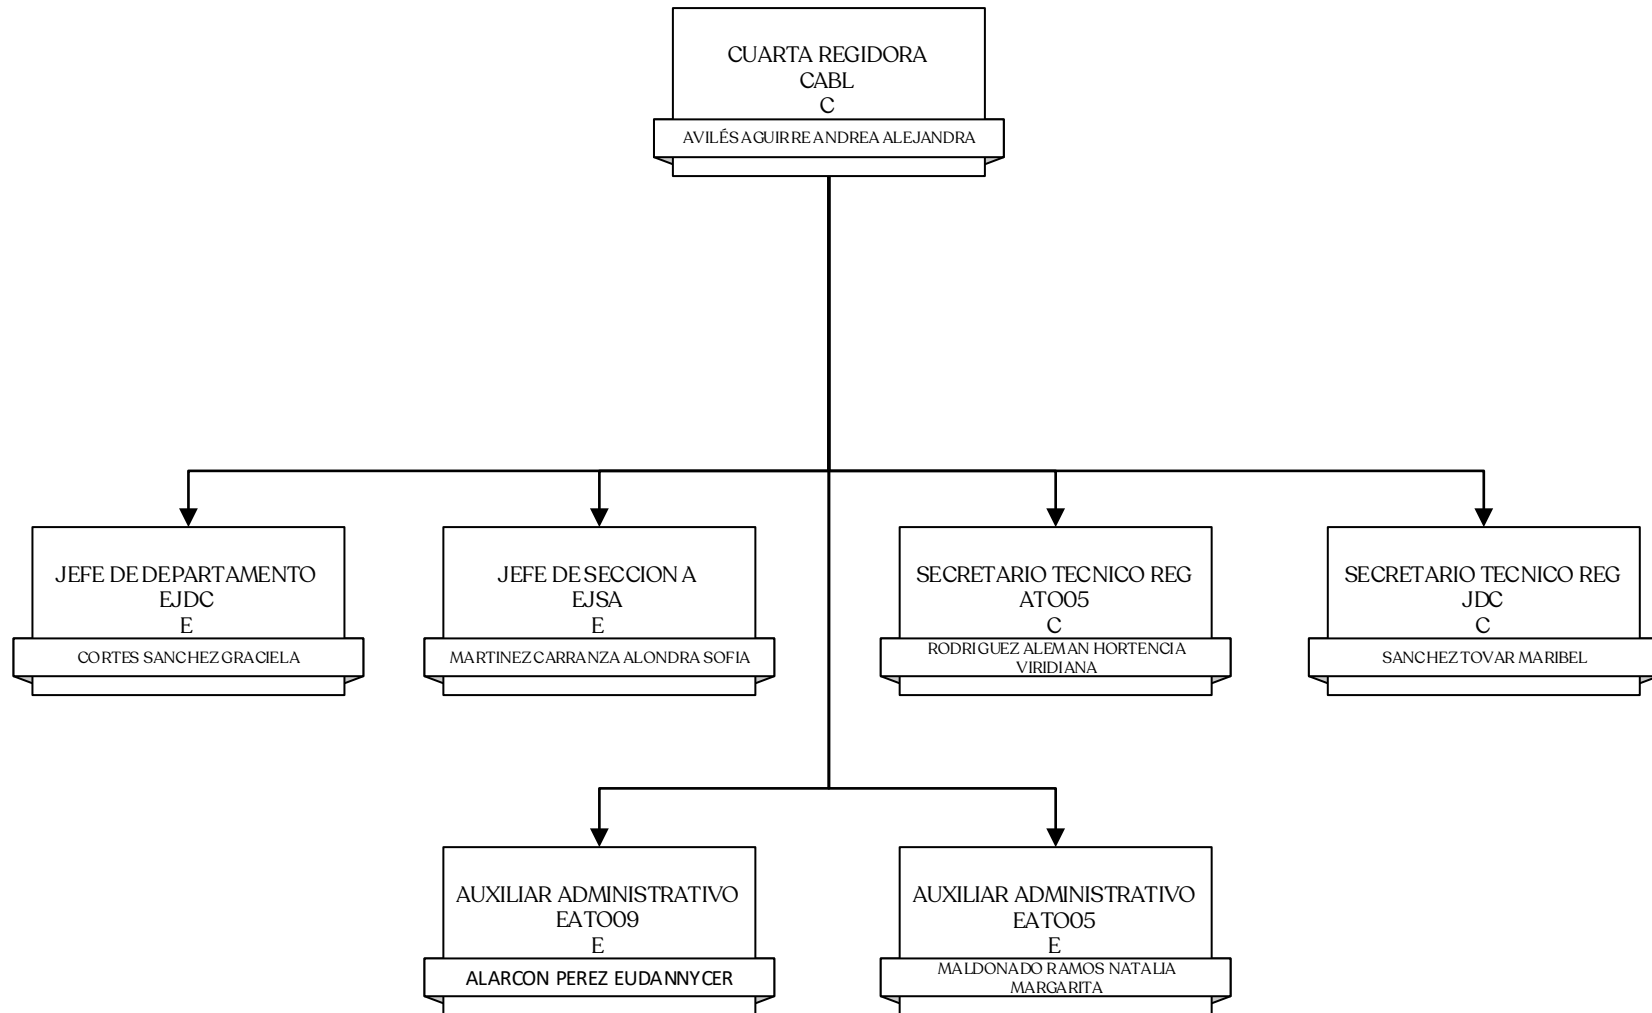 CUARTA REGIDORA
CABL
C
AVILÉS AGUIRRE ANDREA ALEJANDRA
JEFE DE DEPARTAMENTO
EJDC
E
CORTES SANCHEZ GRACIELA
JEFE DE SECCION A
EJSA
E
MARTINEZ CARRANZA ALONDRA SOFIA
SECRETARIO TECNICO REG
ATO05
C
RODRIGUEZ ALEMAN HORTENCIA
VIRIDIANA
SECRETARIO TECNICO REG
JDC
C
SANCHEZ TOVAR MARIBEL
AUXILIAR ADMINISTRATIVO
EATO09
E
ALARCON PEREZ EUDANNYCER
AUXILIAR ADMINISTRATIVO
EATO05
E
MALDONADO RAMOS NATALIA
MARGARITA